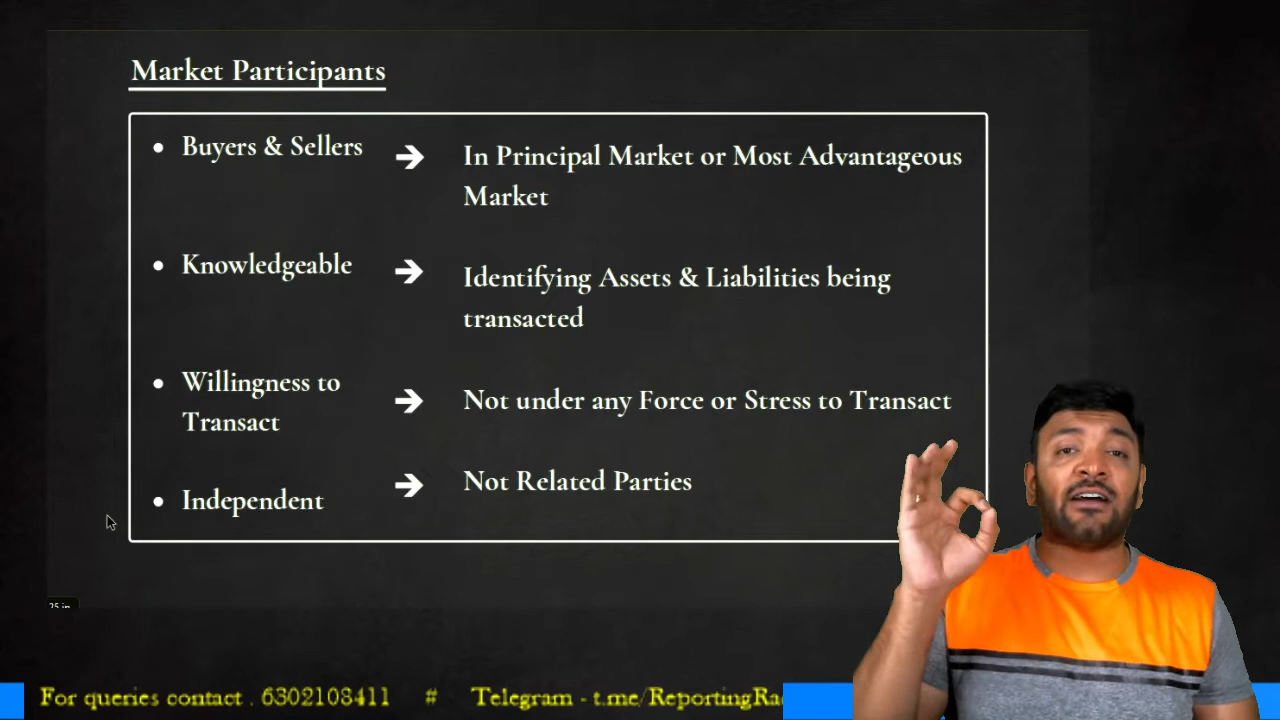 Market Participants
• Buyers & Sellers → In Principal Market or Most Advantageous
Market
• Knowledgeable → Identifying Assets & Liabilities being
transacted
• Willingness to
Transact → Not under any Force or Stress to Transact
• Independent → Not Related Parties
25 in
For queries contact . 6302108411 # Telegram - t.me/ReportingRa